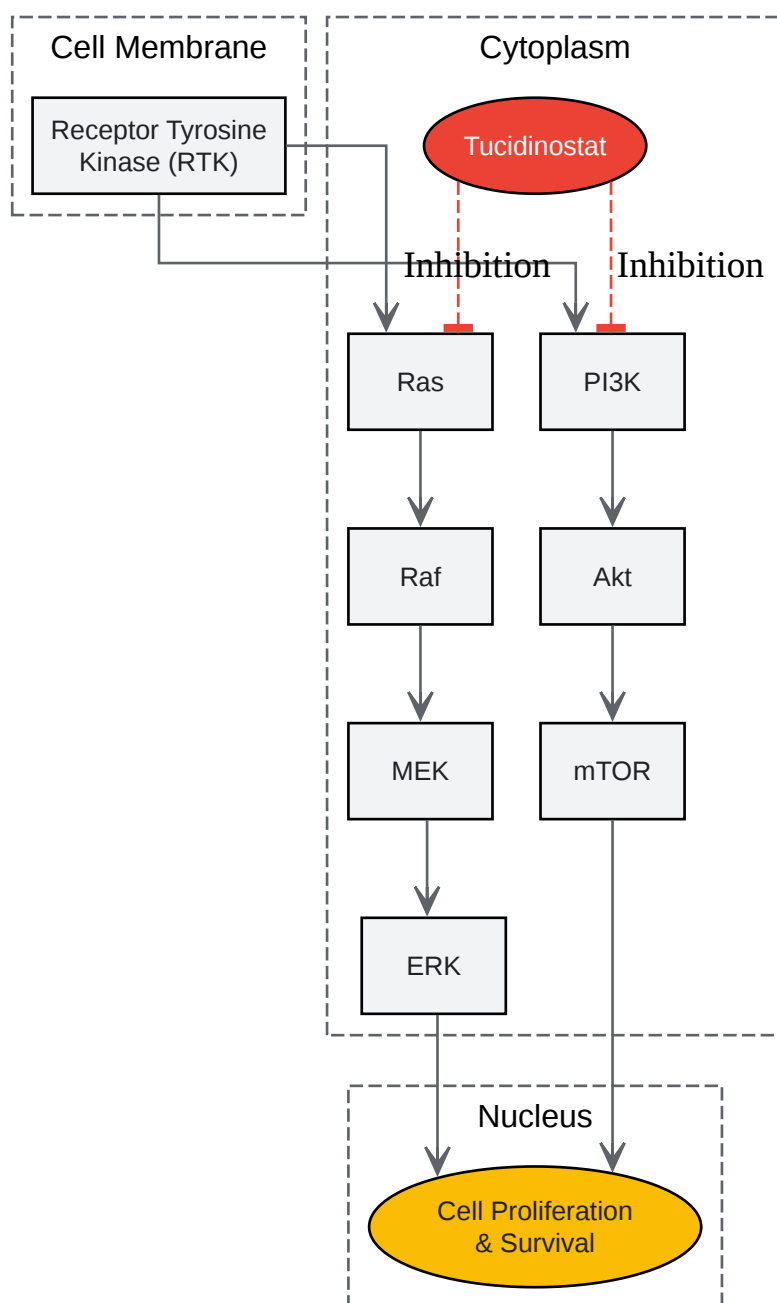 Cell Membrane
Cytoplasm
Receptor Tyrosine
Kinase (RTK)
Tucidinostat
Inhibition
Inhibition
Ras
PI3K
Raf
Akt
MEK
mTOR
ERK
Nucleus
Cell Proliferation
& Survival